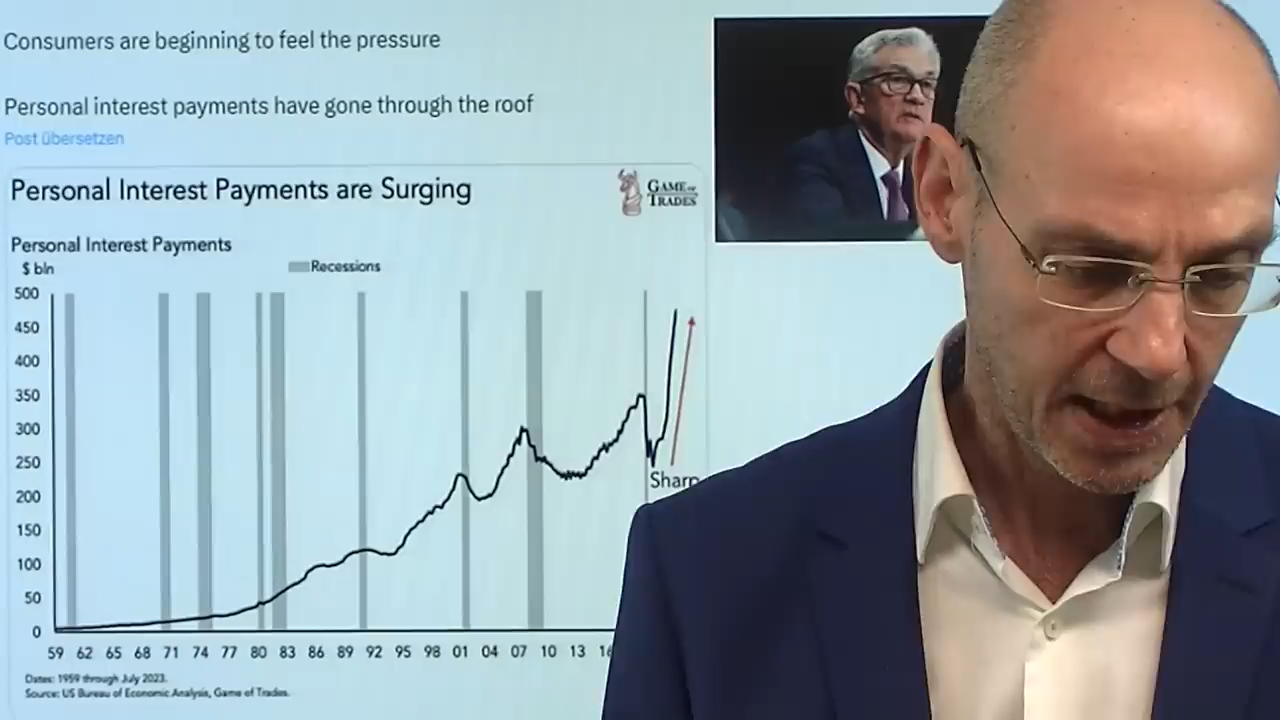 Consumers are beginning to feel the pressure
Personal interest payments have gone through the roof
Post übersetzen
Personal Interest Payments are Surging
GAME OF TRADES
Personal Interest Payments
$ bln
Recessions
500
450
400
350
300
250
200
150
100
50
0
Sharp
59 62 65 68 71 74 77 80 83 86 89 92 95 98 01 04 07 10 13
Dates: 1959 through July 2023.
Source: US Bureau of Economic Analysis, Game of Trades.